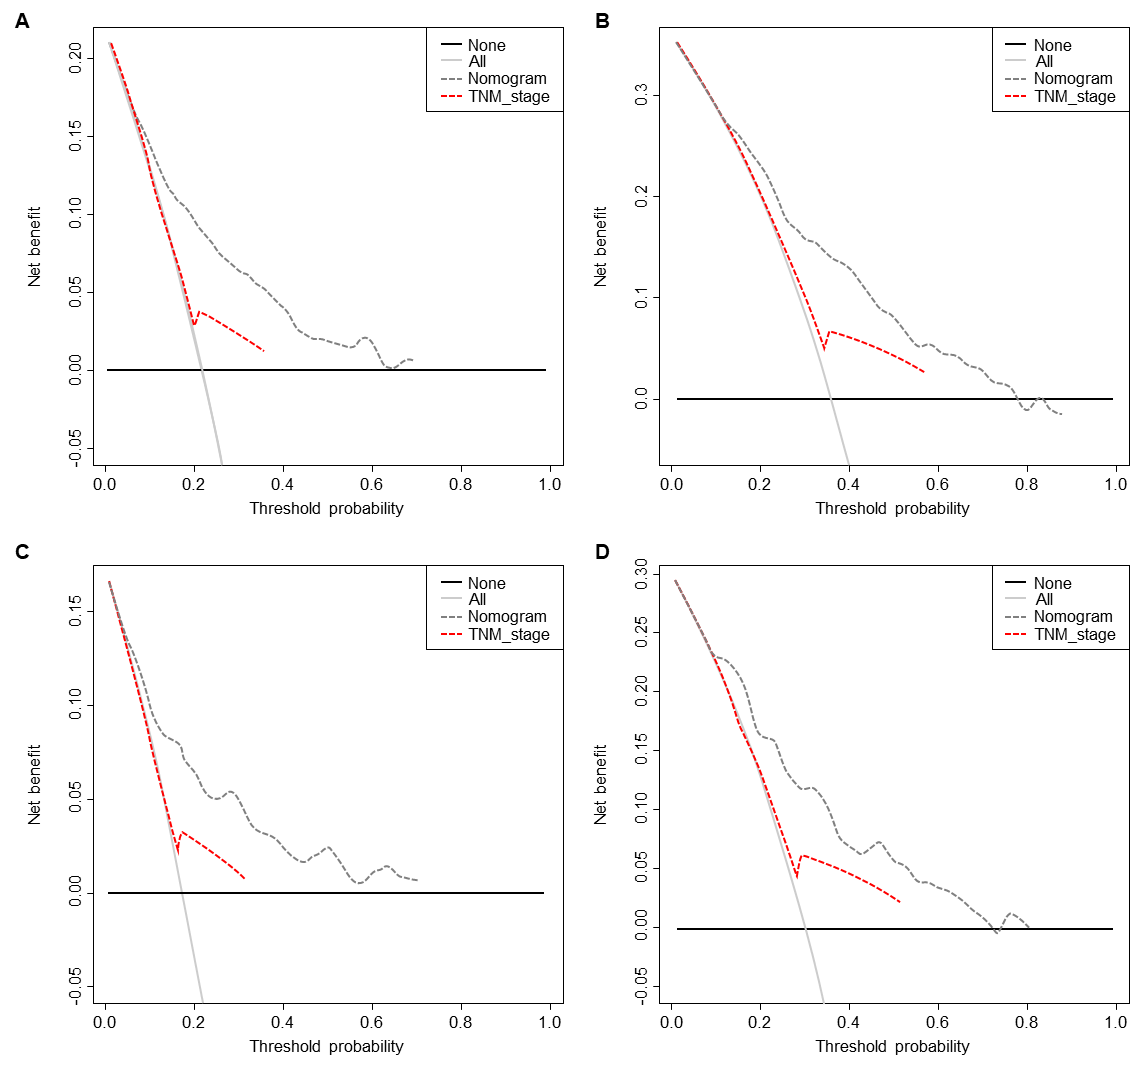 A
None
All
Nomogram
TNM_stage
0.20
0.15
0.10
0.05
0.00
-0.05
Net benefit
0.0 0.2 0.4 0.6 0.8 1.0
Threshold probability
B
None
All
Nomogram
TNM_stage
0.3
0.2
0.1
0.0
Net benefit
0.0 0.2 0.4 0.6 0.8 1.0
Threshold probability
C
None
All
Nomogram
TNM_stage
0.15
0.10
0.05
0.00
-0.05
Net benefit
0.0 0.2 0.4 0.6 0.8 1.0
Threshold probability
D
None
All
Nomogram
TNM_stage
0.30
0.25
0.20
0.15
0.10
0.05
0.00
-0.05
Net benefit
0.0 0.2 0.4 0.6 0.8 1.0
Threshold probability